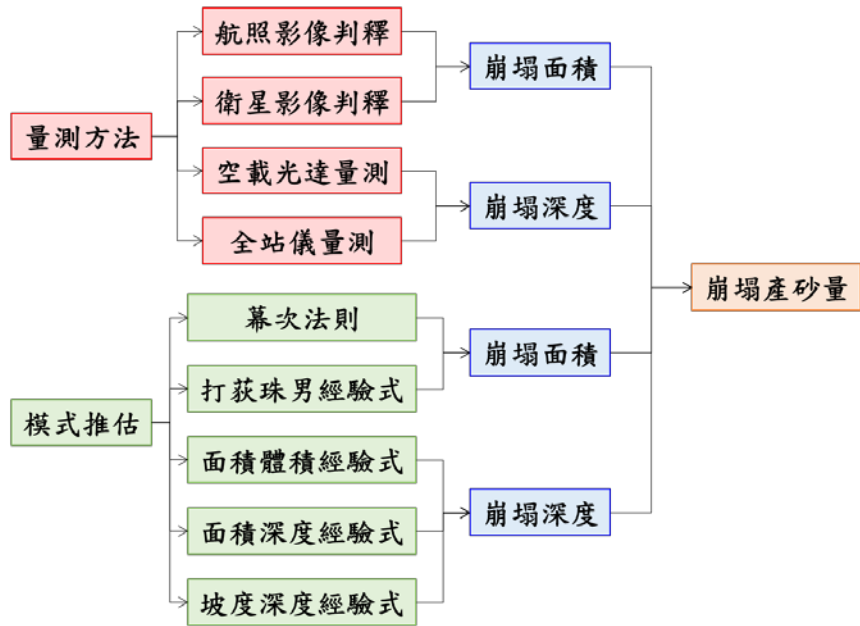 量測方法
航照影像判釋
衛星影像判釋
空載光達量測
全站儀量測
崩塌面積
崩塌深度
模式推估
幕次法則
打荻珠男經驗式
面積體積經驗式
面積深度經驗式
坡度深度經驗式
崩塌面積
崩塌深度
崩塌產砂量